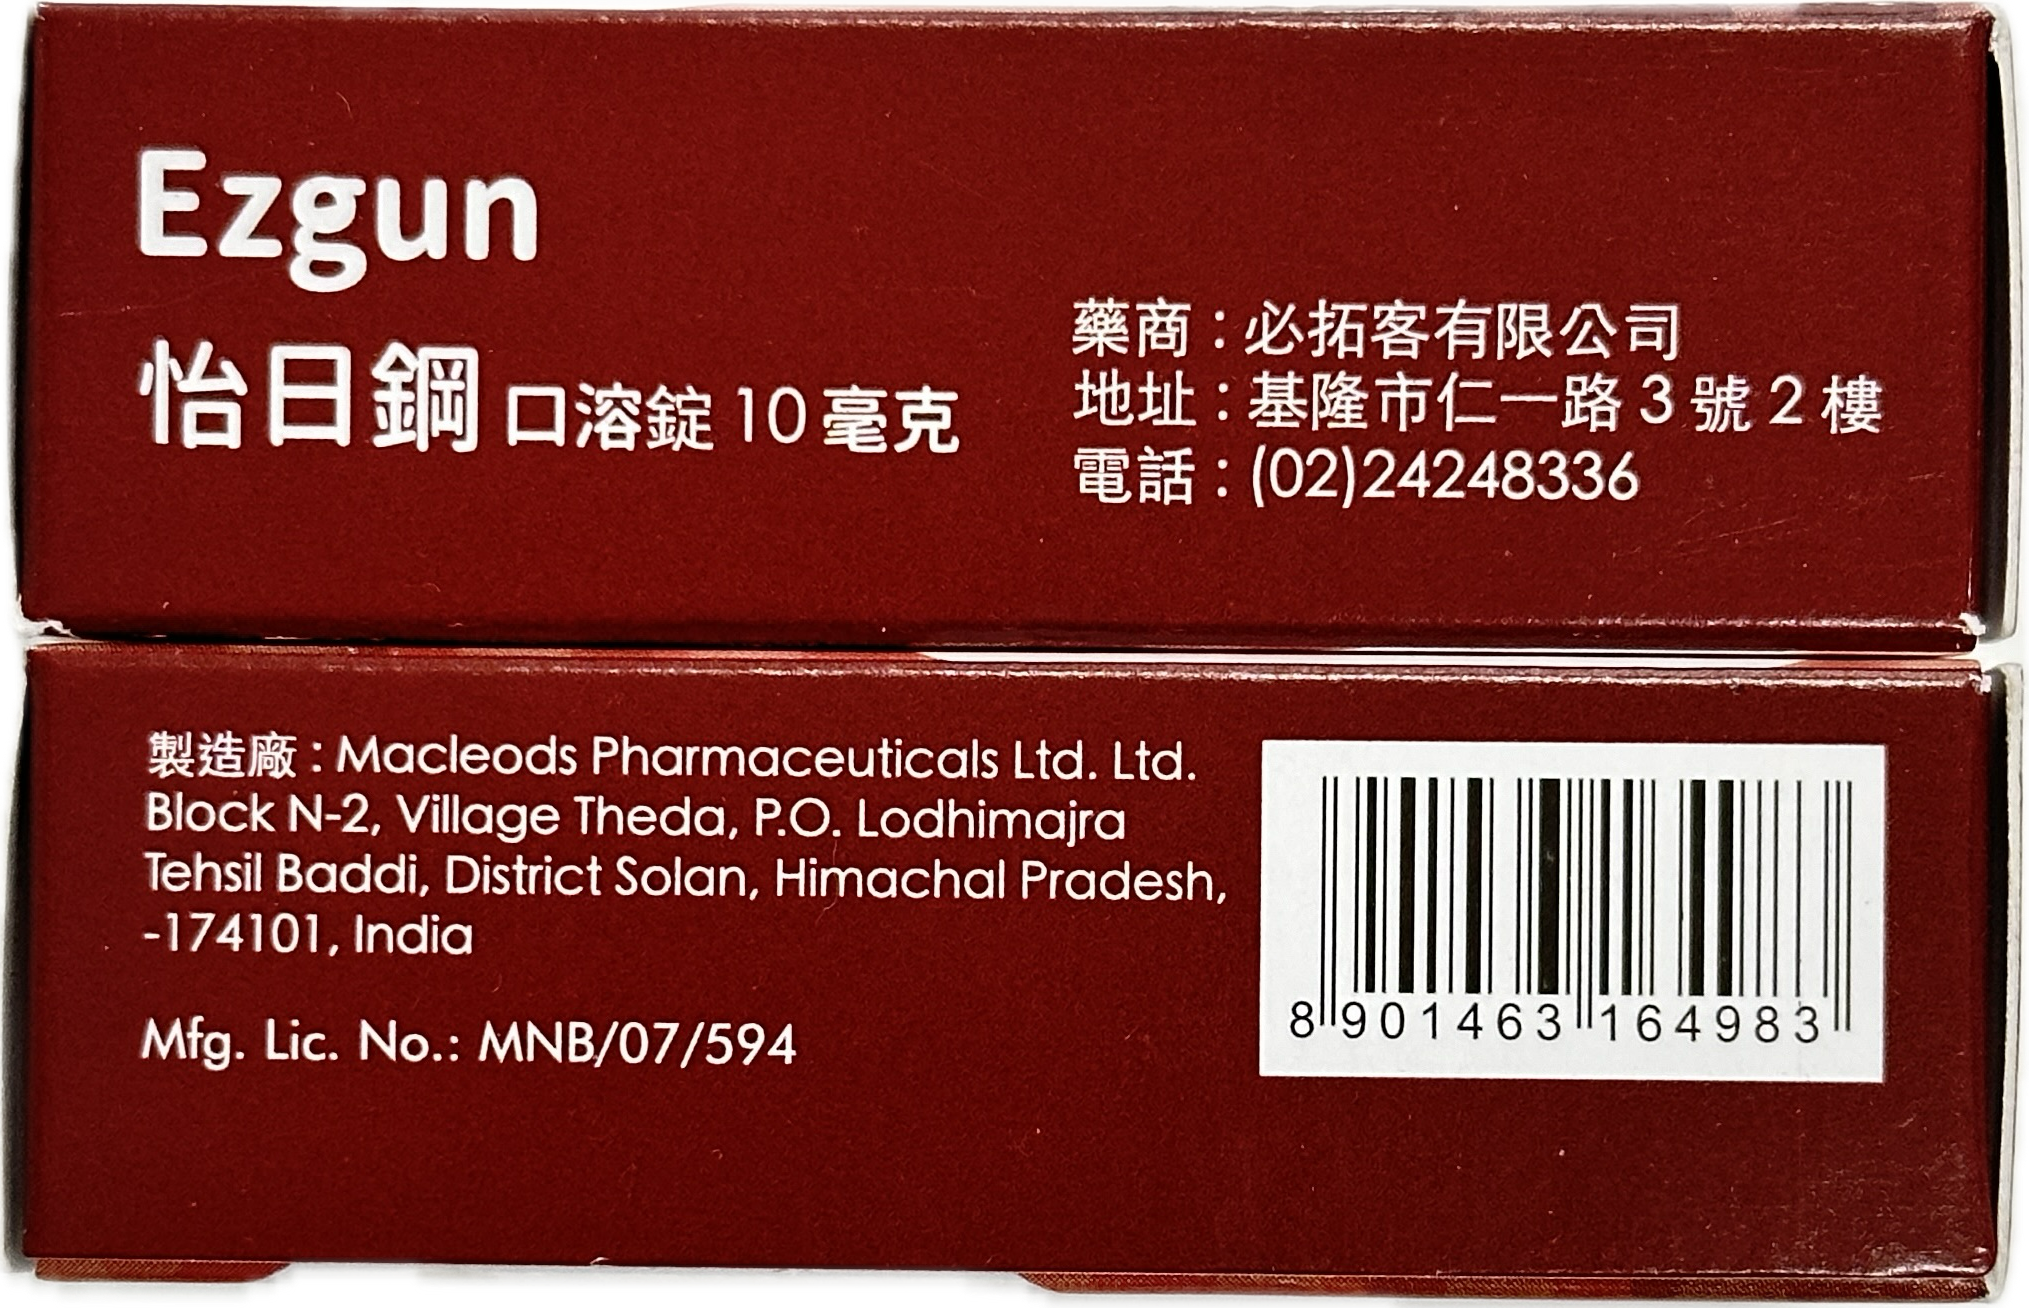 Ezgun
怡日鋼 口溶錠 10 毫克
藥商：必拓客有限公司
地址：基隆市仁一路 3 號 2 樓
電話：(02)24248336
製造廠 : Macleods Pharmaceuticals Ltd. Ltd.
Block N-2, Village Theda, P.O. Lodhimajra
Tehsil Baddi, District Solan, Himachal Pradesh,
-174101, India
Mfg. Lic. No.: MNB/07/594
8 901463 164983